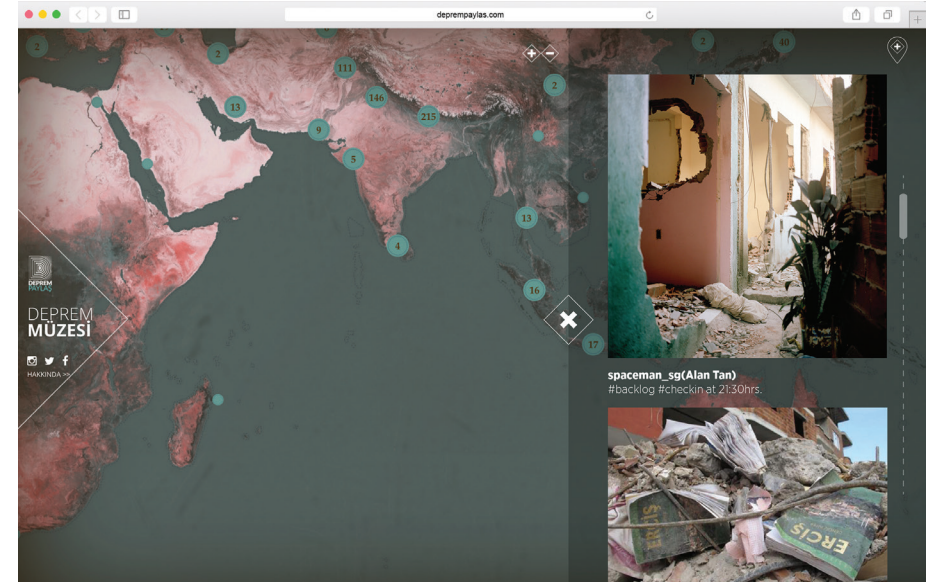 deprempaylas.com
2
2
111
13
146
215
9
5
4
2
13
16
17
2
40
DEPREM
PAYLAŞ
DEPREM
MÜZESİ
HAKKINDA >>
spaceman_sg(Alan Tan)
#backlog #checkin at 21:30hrs.
ERCİŞ
ERCİŞ